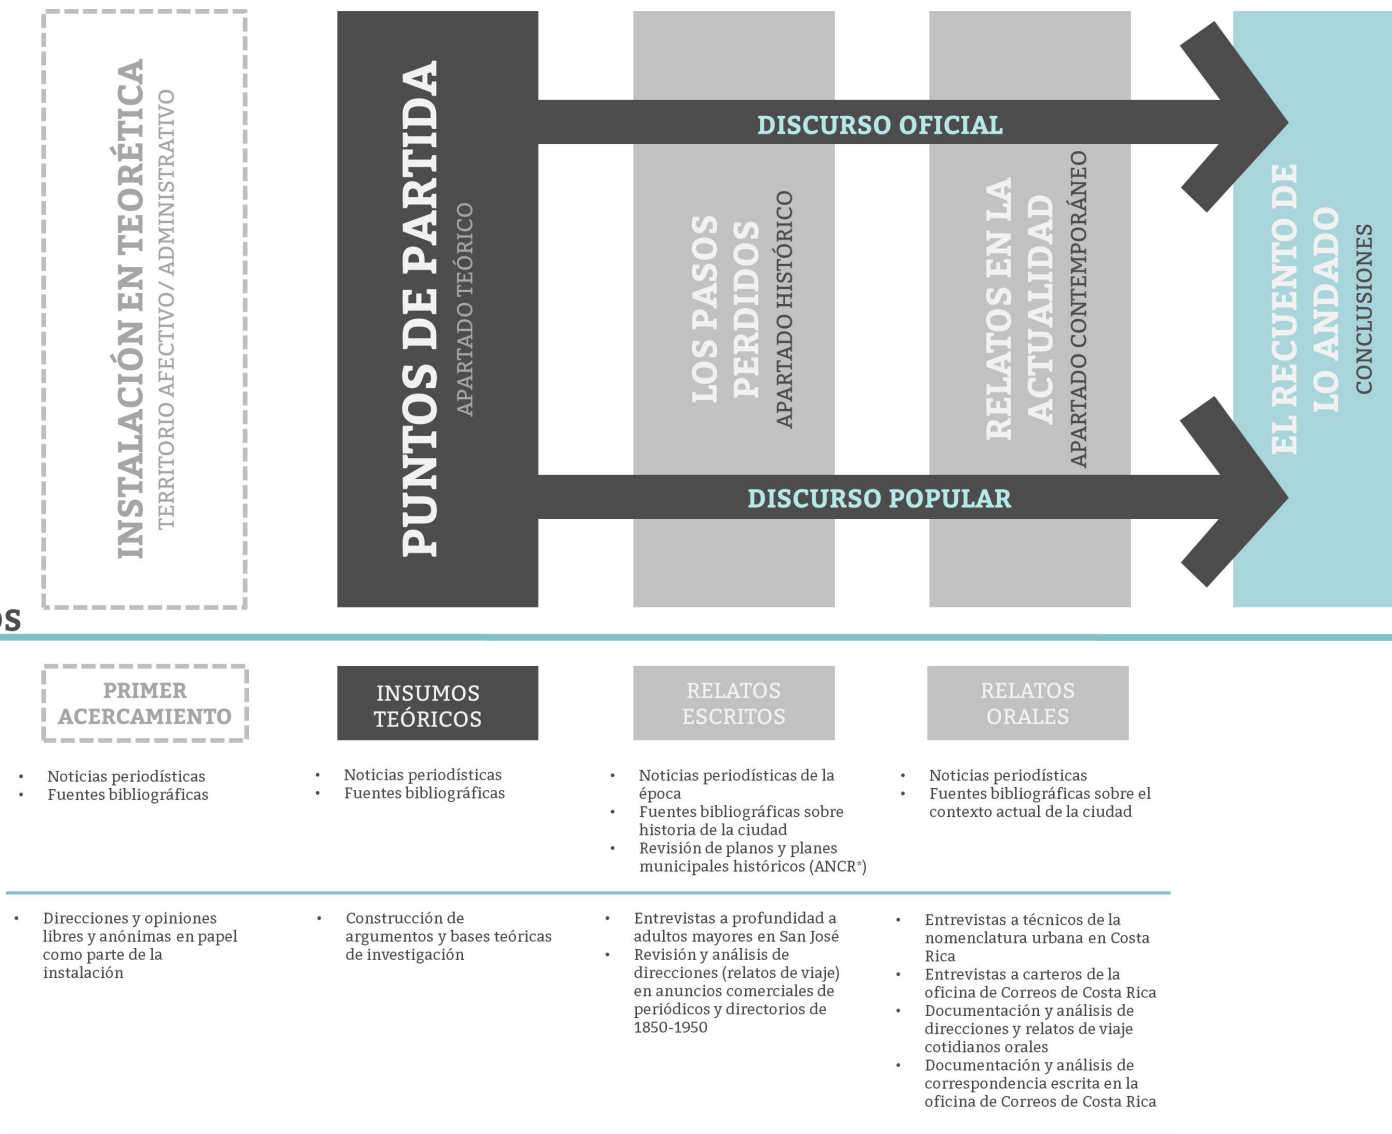 INSTALACIÓN EN TEORÉTICA
TERRITORIO AFECTIVO/ ADMINISTRATIVO
PUNTOS DE PARTIDA
APARTADO TEÓRICO
DISCURSO OFICIAL
LOS PASOS
PERDIDOS
APARTADO HISTÓRICO
RELATOS EN LA
ACTUALIDAD
APARTADO CONTEMPORÁNEO
DISCURSO POPULAR
EL RECUENTO DE
LO ANDADO
CONCLUSIONES
OS
PRIMER
ACERCAMIENTO
• Noticias periodísticas
• Fuentes bibliográficas
INSUMOS
TEÓRICOS
• Noticias periodísticas
• Fuentes bibliográficas
RELATOS
ESCRITOS
• Noticias periodísticas de la
época
• Fuentes bibliográficas sobre
historia de la ciudad
• Revisión de planos y planes
municipales históricos (ANCR*)
RELATOS
ORALES
• Noticias periodísticas
• Fuentes bibliográficas sobre el
contexto actual de la ciudad
• Direcciones y opiniones
libres y anónimas en papel
como parte de la
instalación
• Construcción de
argumentos y bases teóricas
de investigación
• Entrevistas a profundidad a
adultos mayores en San José
• Revisión y análisis de
direcciones (relatos de viaje)
en anuncios comerciales de
periódicos y directorios de
1850-1950
• Entrevistas a técnicos de la
nomenclatura urbana en Costa
Rica
• Entrevistas a carteros de la
oficina de Correos de Costa Rica
• Documentación y análisis de
direcciones y relatos de viaje
cotidianos orales
• Documentación y análisis de
correspondencia escrita en la
oficina de Correos de Costa Rica